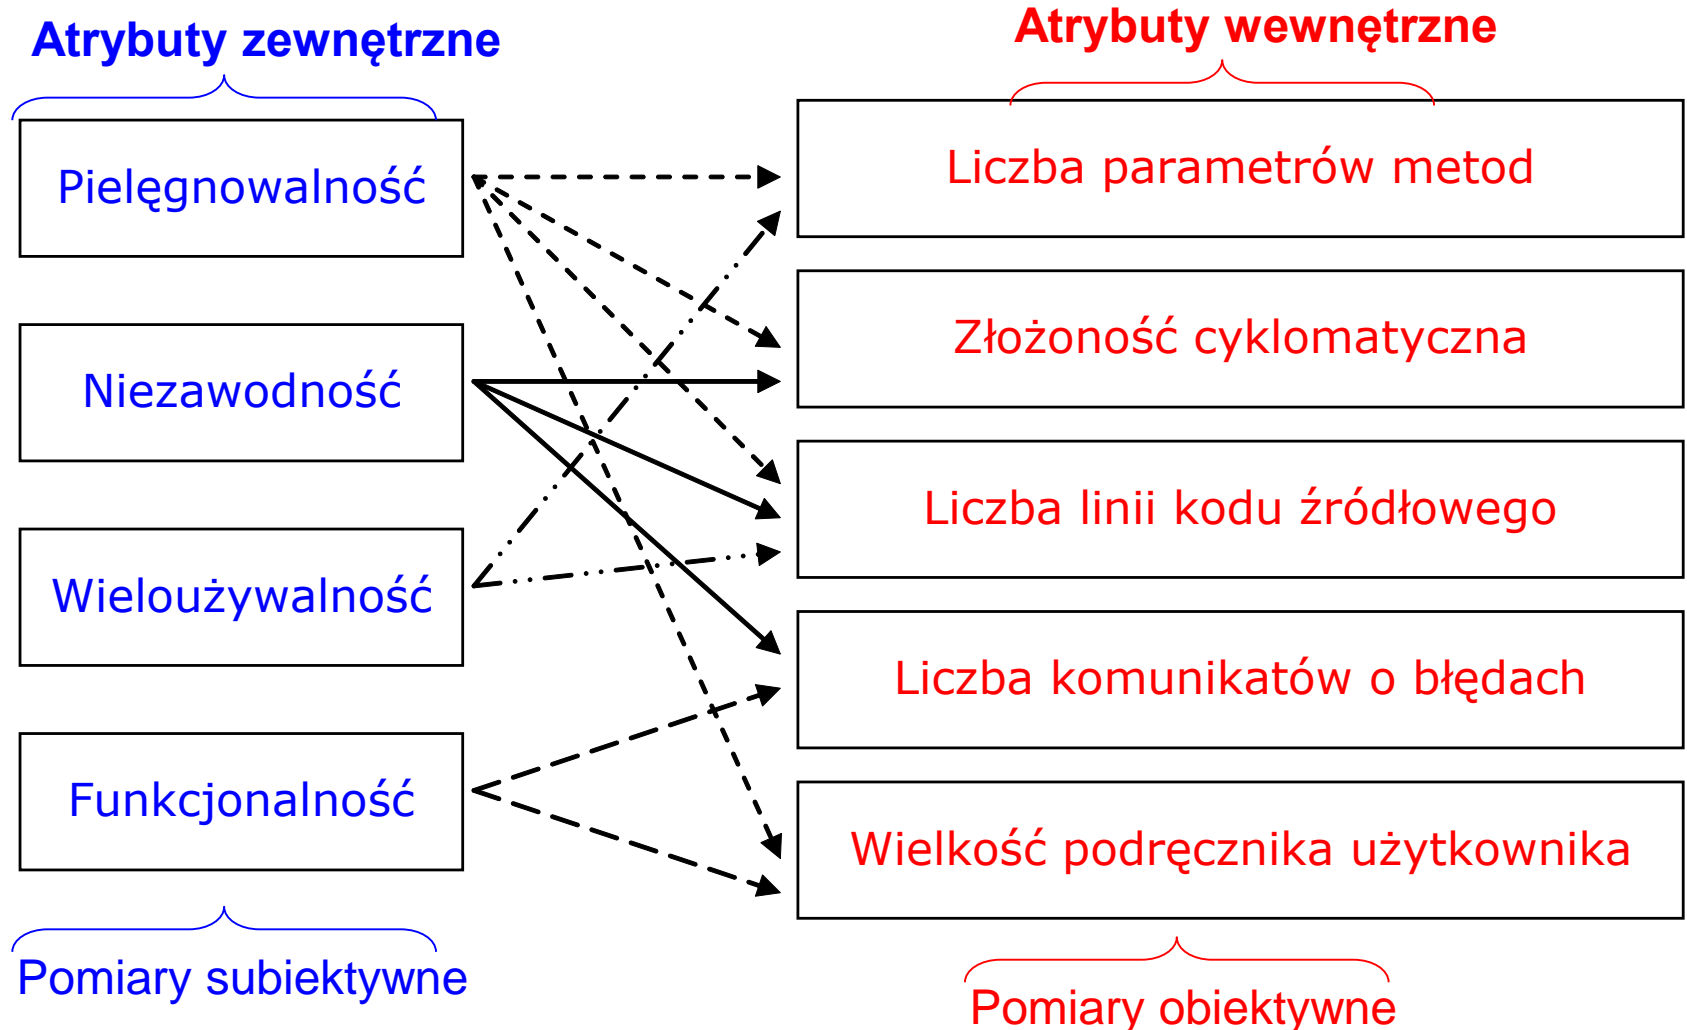 Atrybuty zewnętrzne
Pielęgnowalność
Niezawodność
Wieloużywalność
Funkcjonalność
Pomiary subiektywne
Atrybuty wewnętrzne
Liczba parametrów metod
Złożoność cyklomatyczna
Liczba linii kodu źródłowego
Liczba komunikatów o błędach
Wielkość podręcznika użytkownika
Pomiary obiektywne